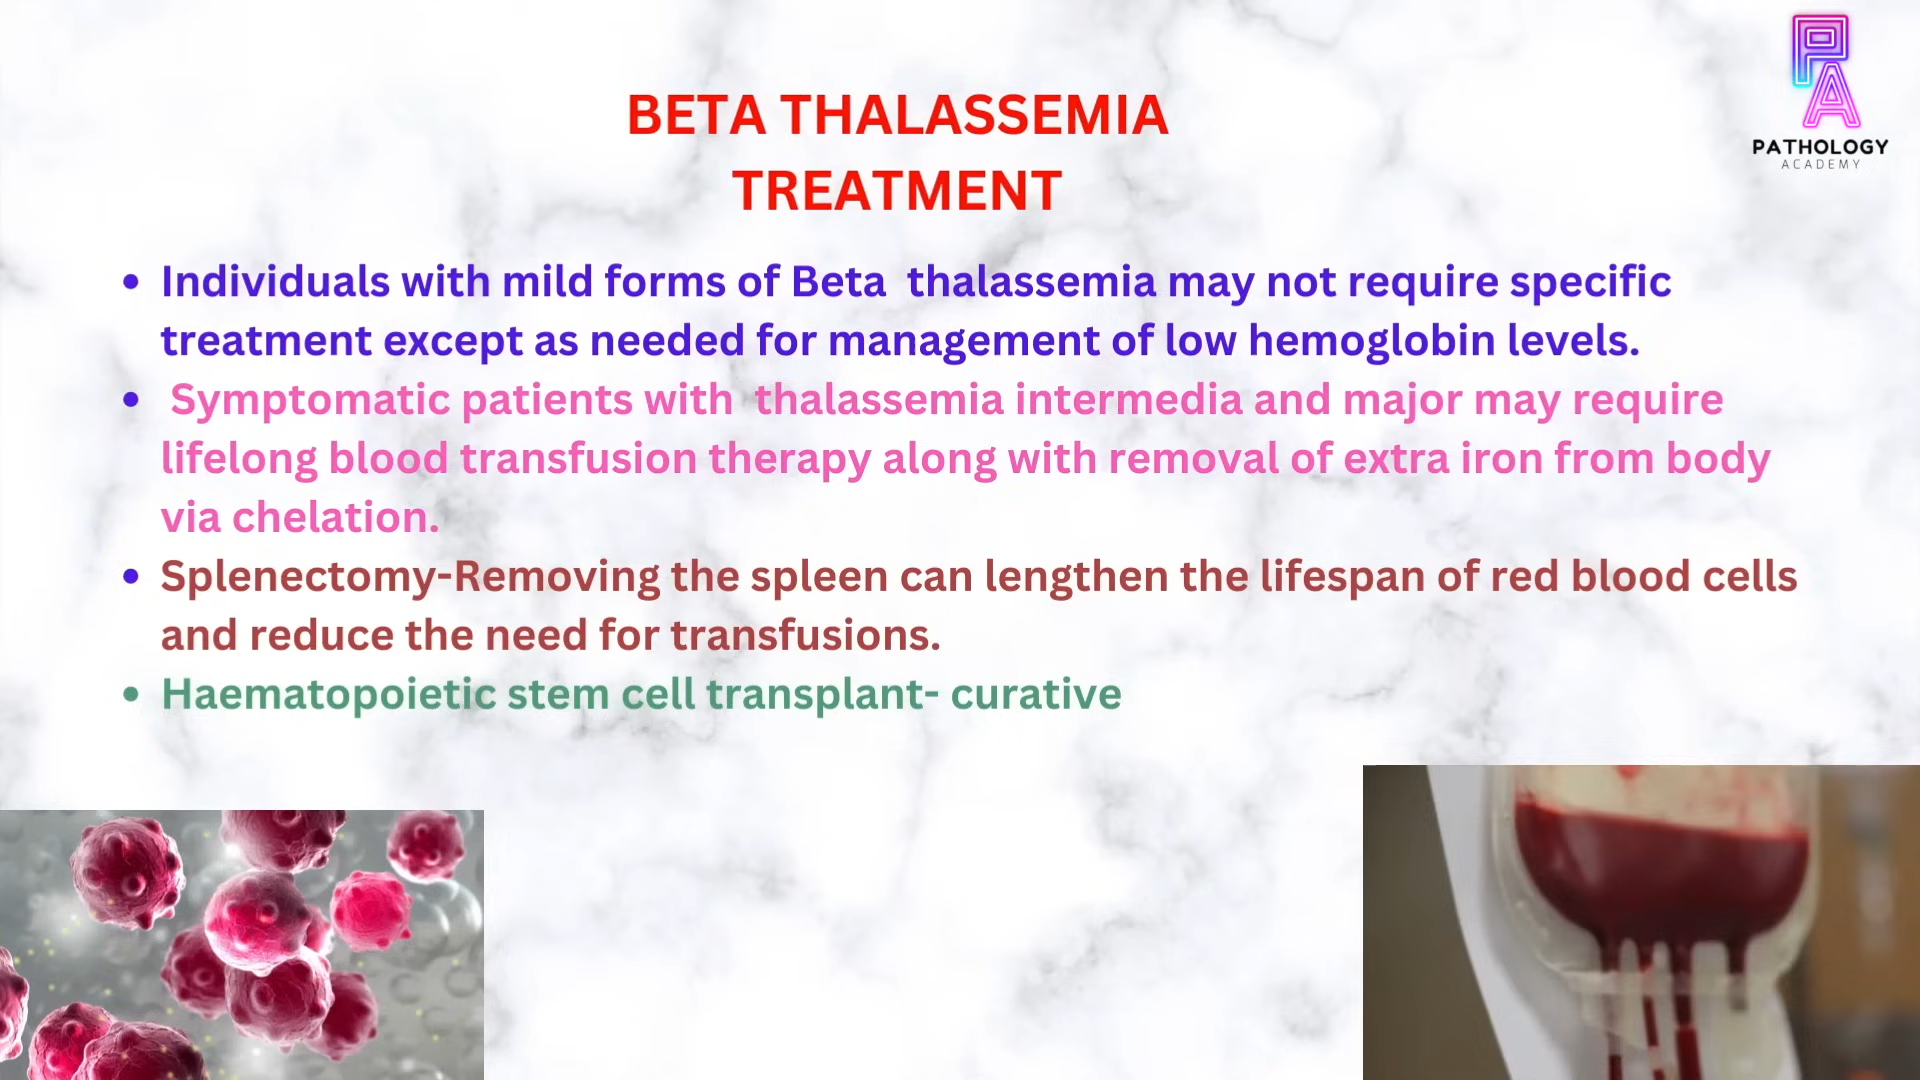 PA
PATHOLOGY
ACADEMY
BETA THALASSEMIA
TREATMENT
• Individuals with mild forms of Beta thalassemia may not require specific
treatment except as needed for management of low hemoglobin levels.
• Symptomatic patients with thalassemia intermedia and major may require
lifelong blood transfusion therapy along with removal of extra iron from body
via chelation.
• Splenectomy-Removing the spleen can lengthen the lifespan of red blood cells
and reduce the need for transfusions.
• Haematopoietic stem cell transplant- curative